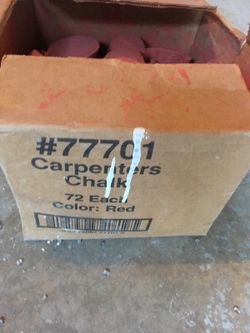 #77701
Carpenters
Chalk
72 Each
Color: Red